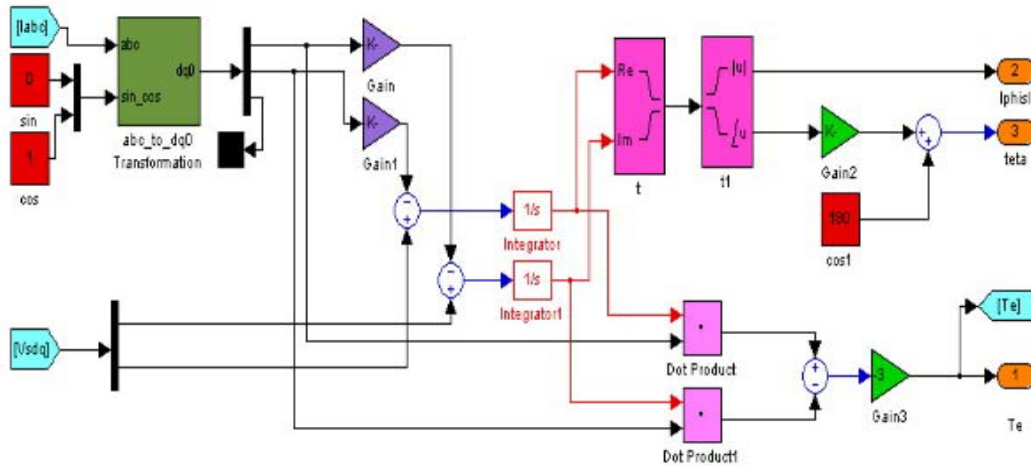 [Iabc]
abc
dq0
sin_cos
0
sin
1
cos
abc_to_dq0
Transformation
K-
Gain
K-
Gain1
1/s
Integrator
1/s
Integrator1
Re
Im
t
|u|
∠u
t1
K-
Gain2
180
cos1
2
3
teta
[Vsdq]
Dot Product
Dot Product1
-3
Gain3
[Te]
1
Te